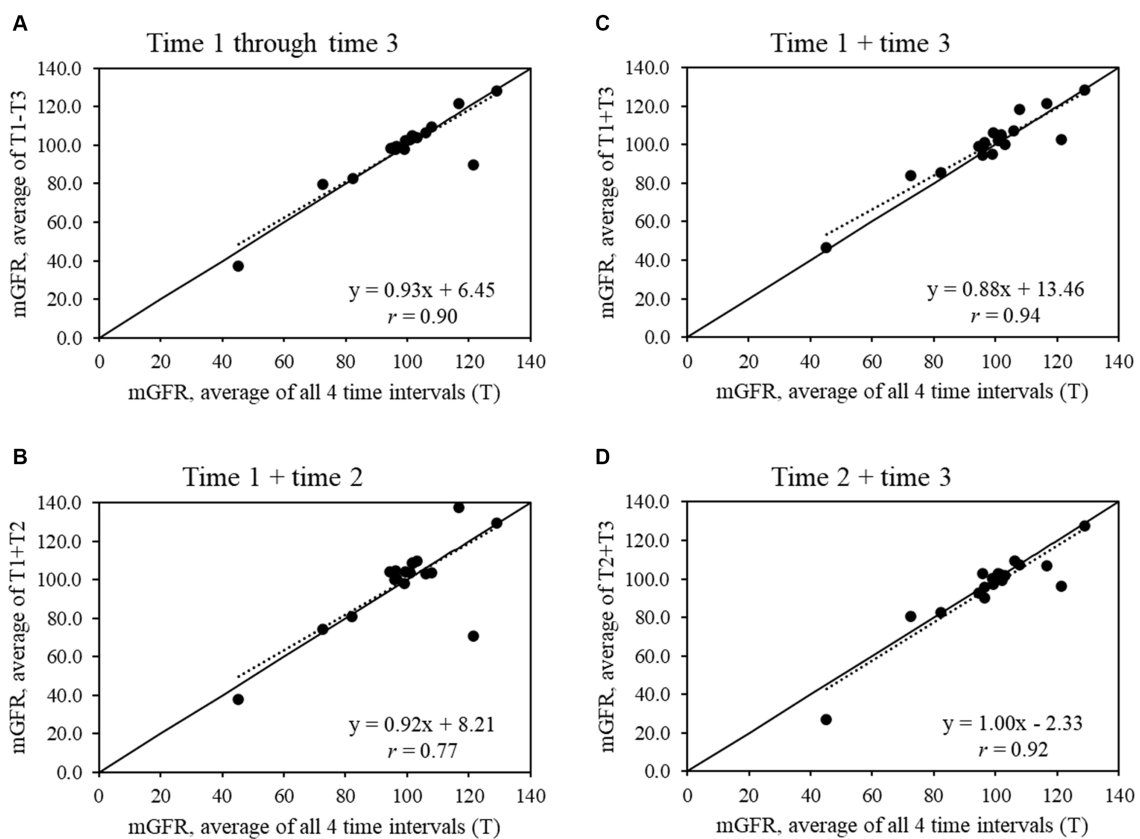 A
Time 1 through time 3
mGFR, average of T1-T3
140.0
120.0
100.0
80.0
60.0
40.0
20.0
0.0
y = 0.93x + 6.45
r = 0.90
0 20 40 60 80 100 120 140
mGFR, average of all 4 time intervals (T)
C
Time 1 + time 3
mGFR, average of T1+T3
140.0
120.0
100.0
80.0
60.0
40.0
20.0
0.0
y = 0.88x + 13.46
r = 0.94
0 20 40 60 80 100 120 140
mGFR, average of all 4 time intervals (T)
B
Time 1 + time 2
mGFR, average of T1+T2
140.0
120.0
100.0
80.0
60.0
40.0
20.0
0.0
y = 0.92x + 8.21
r = 0.77
0 20 40 60 80 100 120 140
mGFR, average of all 4 time intervals (T)
D
Time 2 + time 3
mGFR, average of T2+T3
140.0
120.0
100.0
80.0
60.0
40.0
20.0
0.0
y = 1.00x - 2.33
r = 0.92
0 20 40 60 80 100 120 140
mGFR, average of all 4 time intervals (T)